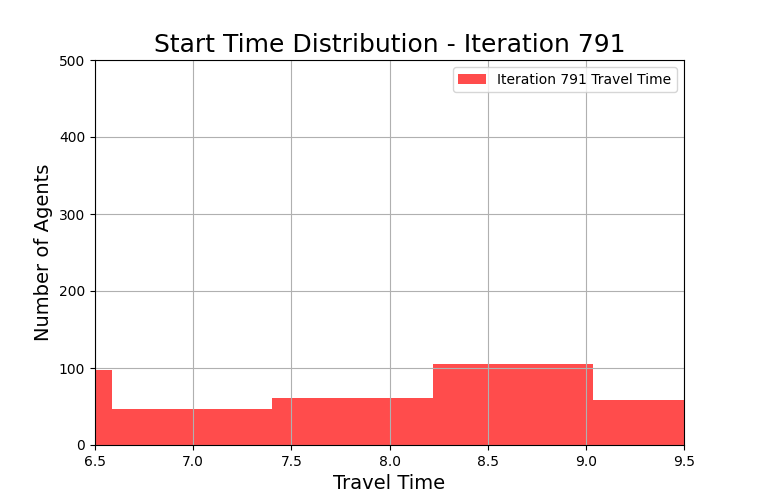 Start Time Distribution - Iteration 791
500
Iteration 791 Travel Time
400
300
200
100
0
Number of Agents
6.5 7.0 7.5 8.0 8.5 9.0 9.5
Travel Time